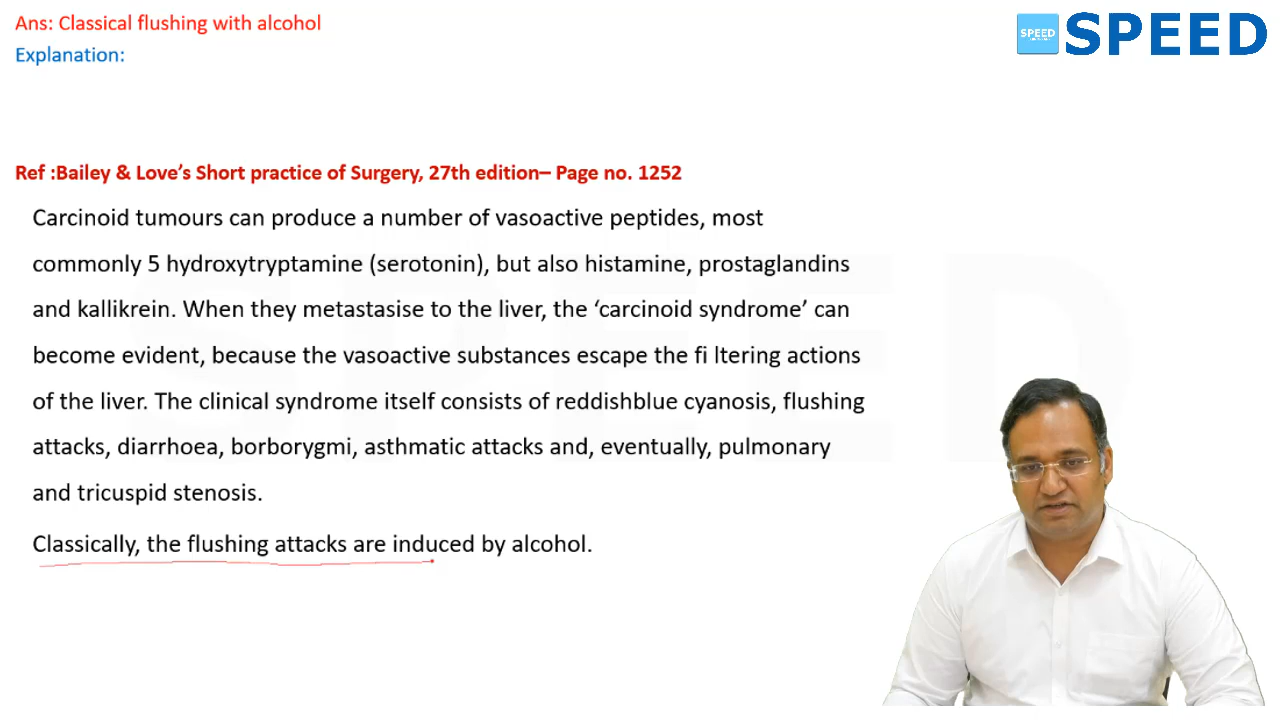 Ans: Classical flushing with alcohol
SPEED
SPEED
Explanation:
Ref :Bailey & Love’s Short practice of Surgery, 27th edition– Page no. 1252
Carcinoid tumours can produce a number of vasoactive peptides, most
commonly 5 hydroxytryptamine (serotonin), but also histamine, prostaglandins
and kallikrein. When they metastasise to the liver, the ‘carcinoid syndrome’ can
become evident, because the vasoactive substances escape the fi ltering actions
of the liver. The clinical syndrome itself consists of reddishblue cyanosis, flushing
attacks, diarrhoea, borborygmi, asthmatic attacks and, eventually, pulmonary
and tricuspid stenosis.
Classically, the flushing attacks are induced by alcohol.